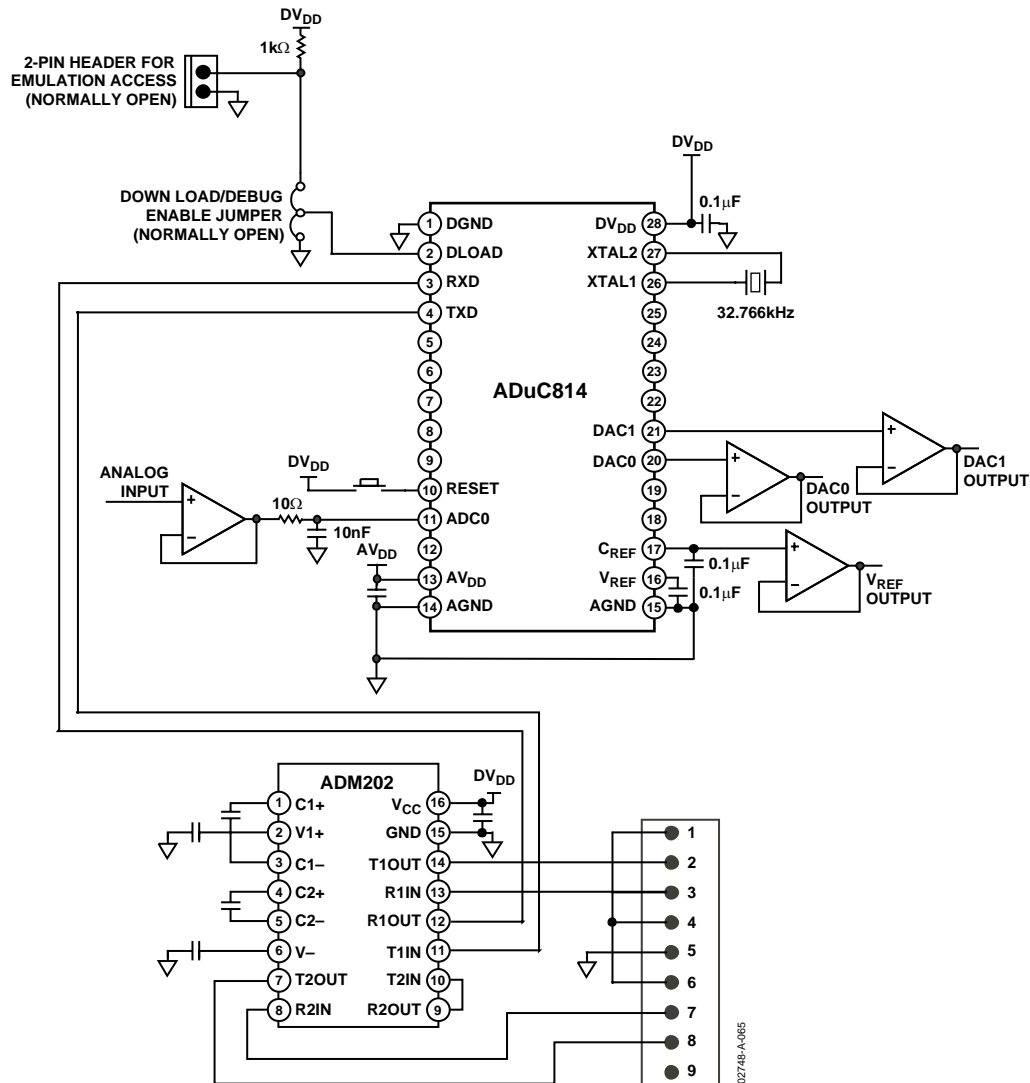 DVDD
1kΩ
2-PIN HEADER FOR
EMULATION ACCESS
(NORMALLY OPEN)
DOWN LOAD/DEBUG
ENABLE JUMPER
(NORMALLY OPEN)
DVDD
0.1µF
ADuC814
1 DGND
2 DLOAD
3 RXD
4 TXD
5
6
7
8
9
10 RESET
11 ADC0
12
13 AVDD
14 AGND
DVDD 28
XTAL2 27
XTAL1 26
25
24
23
22
DAC1 21
DAC0 20
19
18
CREF 17
VREF 16
AGND 15
32.766kHz
ANALOG
INPUT
+
–
10Ω
10nF
DVDD
AVDD
+
–
DAC1
OUTPUT
+
–
DAC0
OUTPUT
0.1µF
0.1µF
+
–
VREF
OUTPUT
ADM202
DVDD
1 C1+
2 V1+
3 C1–
4 C2+
5 C2–
6 V–
7 T2OUT
8 R2IN
VCC 16
GND 15
T1OUT 14
R1IN 13
R1OUT 12
T1IN 11
T2IN 10
R2OUT 9
1
2
3
4
5
6
7
8
9
02748-A-065